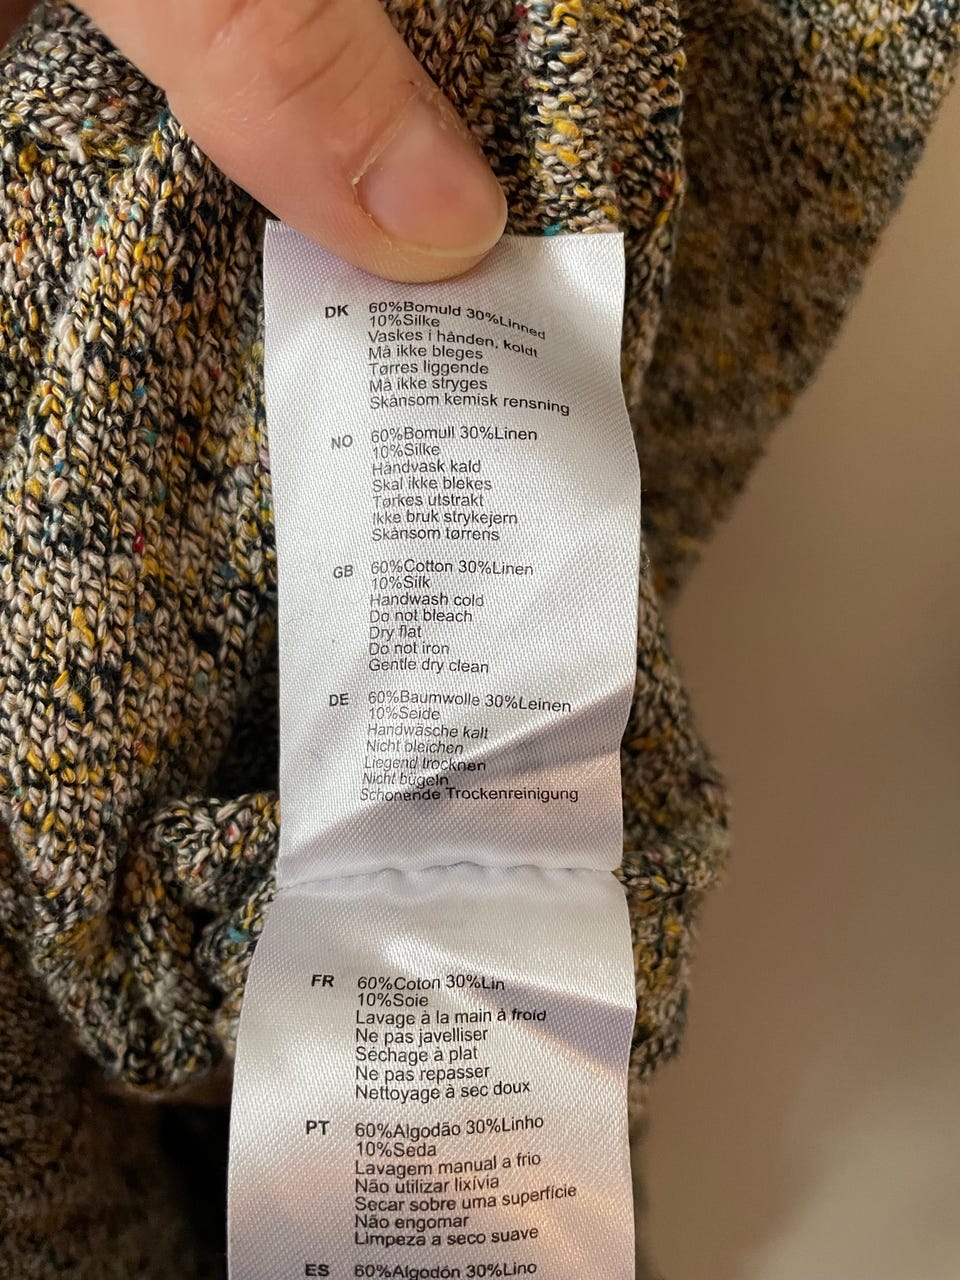 DK 60%Bomuld 30%Linned
10%Silke
Vaskes i hånden, koldt
Må ikke bleges
Tørres liggende
Må ikke stryges
Skånsom kemisk rensning
NO 60%Bomull 30%Linen
10%Silke
Håndvask kald
Skal ikke blekes
Tørkes utstrakt
Ikke bruk strykejern
Skånsom tørrens
GB 60%Cotton 30%Linen
10%Silk
Handwash cold
Do not bleach
Dry flat
Do not iron
Gentle dry clean
DE 60%Baumwolle 30%Leinen
10%Seide
Handwäsche kalt
Nicht bleichen
Liegend trocknen
Nicht bügeln
Schonende Trockenreinigung
FR 60%Coton 30%Lin
10%Soie
Lavage à la main à froid
Ne pas javelliser
Séchage à plat
Ne pas repasser
Nettoyage à sec doux
PT 60%Algodão 30%Linho
10%Seda
Lavagem manual a frio
Não utilizar lixívia
Secar sobre uma superfície
Não engomar
Limpeza a seco suave
ES 60%Algodón 30%Lino